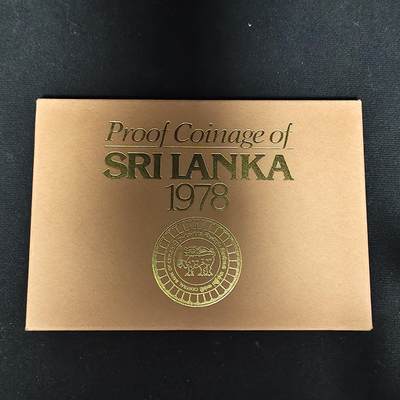 Proof Coinage of
SRI LANKA
1978